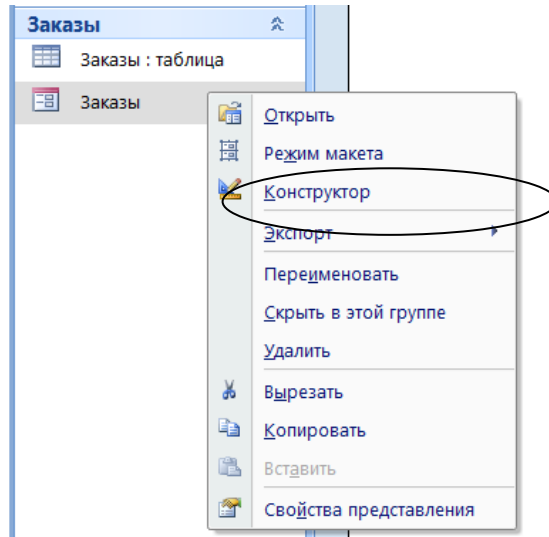 Заказы
Заказы : таблица
Заказы
Открыть
Режим макета
Конструктор
Экспорт
Переименовать
Скрыть в этой группе
Удалить
Вырезать
Копировать
Вставить
Свойства представления